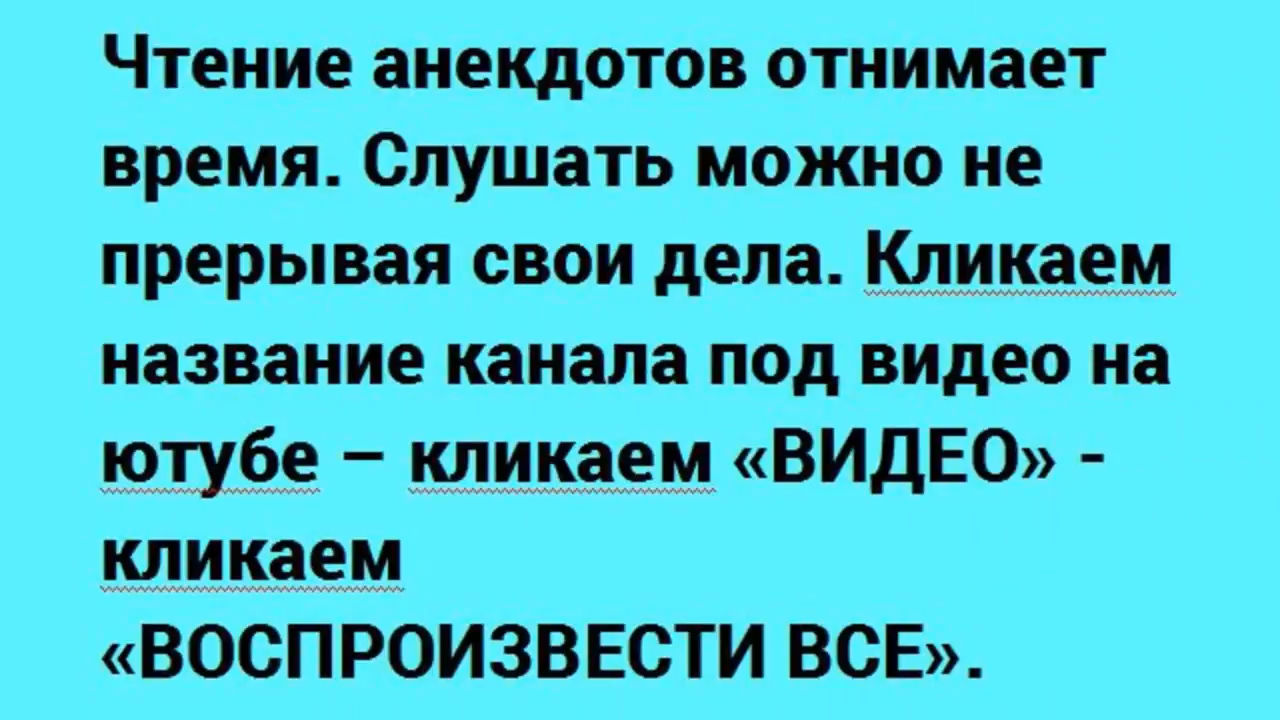 Чтение анекдотов отнимает
время. Слушать можно не
прерывая свои дела. Кликаем
название канала под видео на
ютубе – кликаем «ВИДЕО» -
кликаем
«ВОСПРОИЗВЕСТИ ВСЕ».